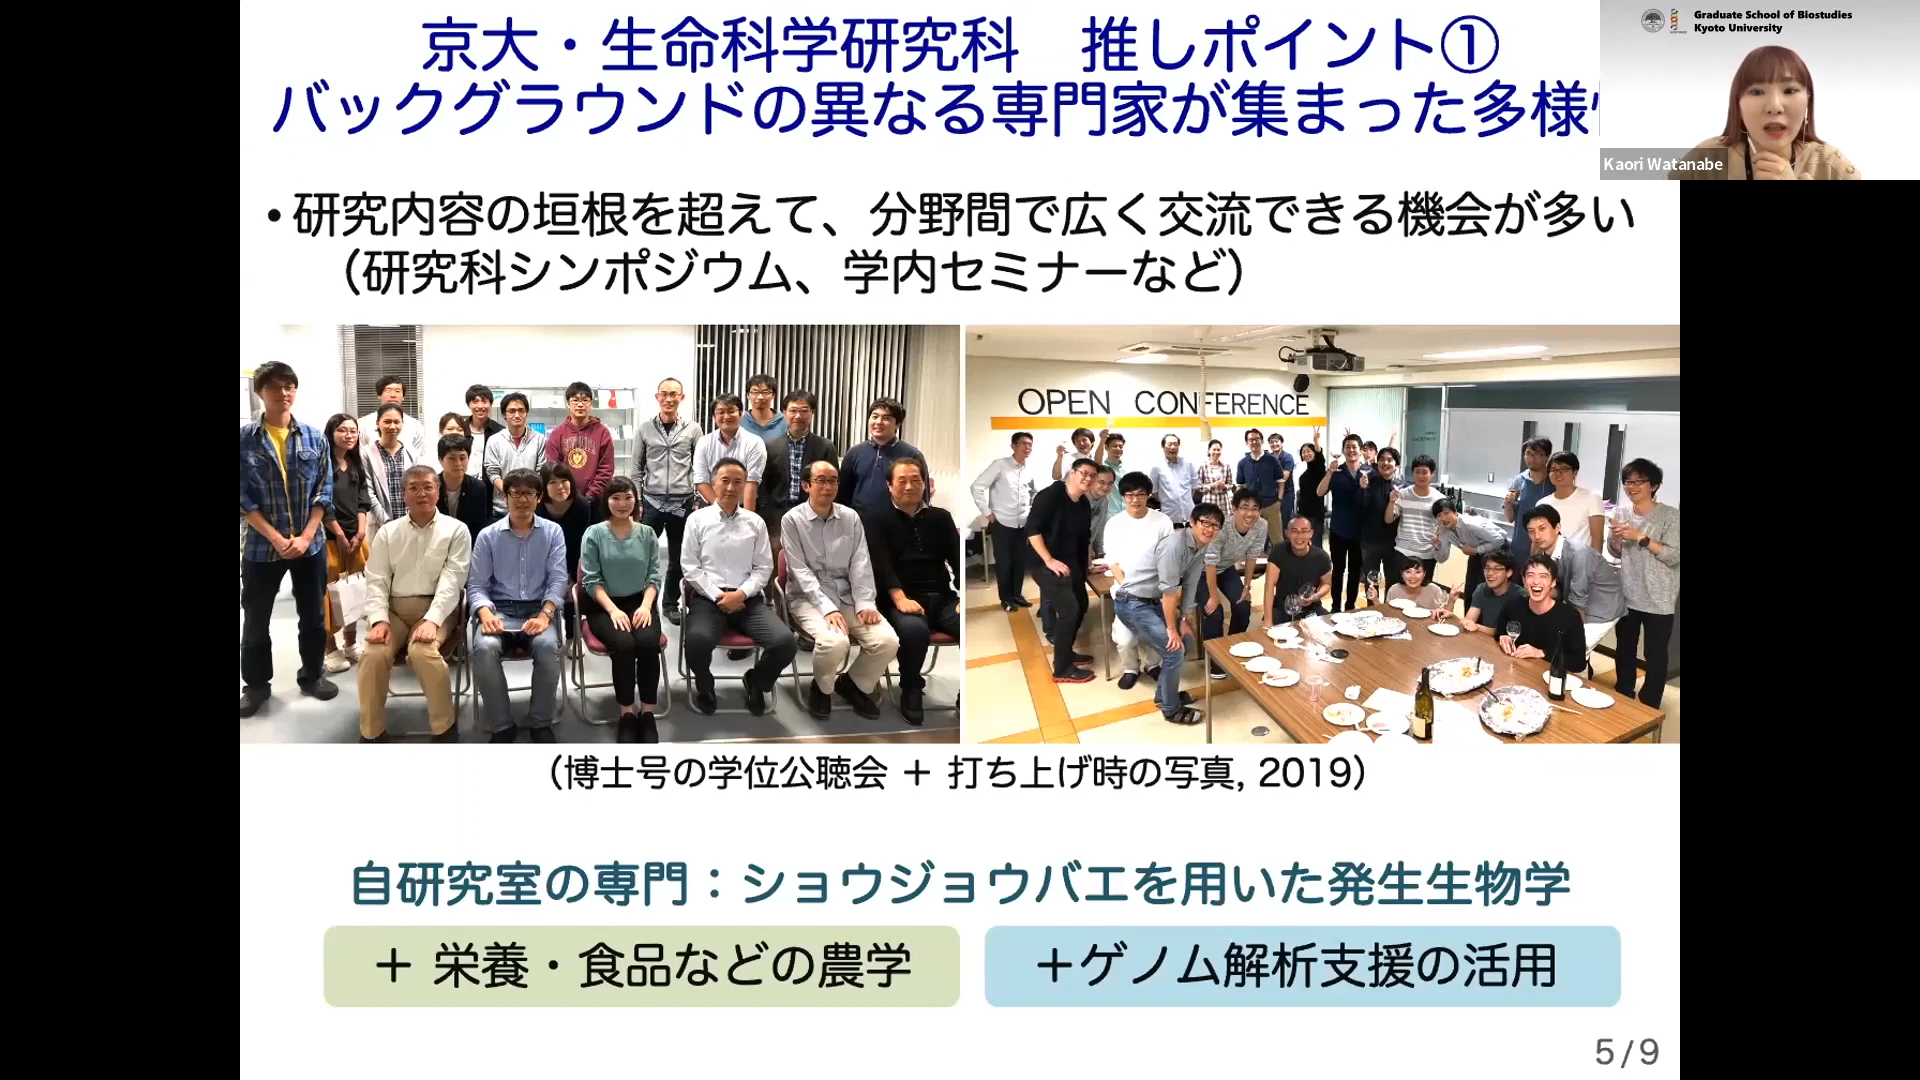 京大・生命科学研究科　推しポイント①
バックグラウンドの異なる専門家が集まった多様
Graduate School of Biostudies
Kyoto University
Kaori Watanabe
•研究内容の垣根を超えて、分野間で広く交流できる機会が多い
（研究科シンポジウム、学内セミナーなど）
OPEN CONFERENCE
（博士号の学位公聴会 ＋ 打ち上げ時の写真, 2019）
自研究室の専門：ショウジョウバエを用いた発生生物学
＋ 栄養・食品などの農学
＋ゲノム解析支援の活用
5/9